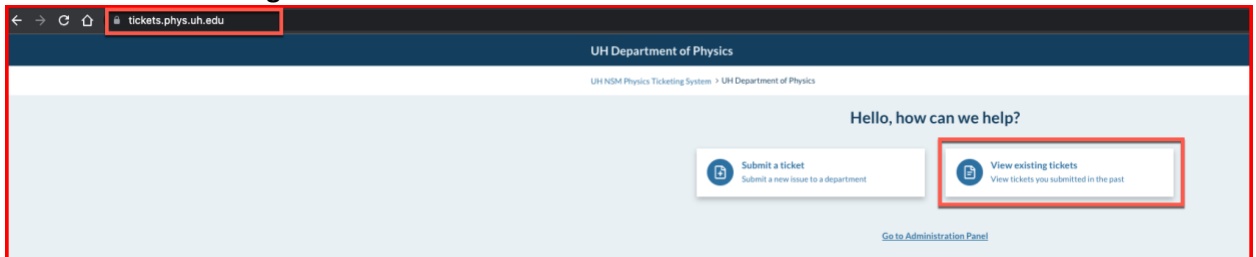 tickets.phys.uh.edu
UH Department of Physics
UH NSM Physics Ticketing System > UH Department of Physics
Hello, how can we help?
Submit a ticket
Submit a new issue to a department
View existing tickets
View tickets you submitted in the past
Go to Administration Panel